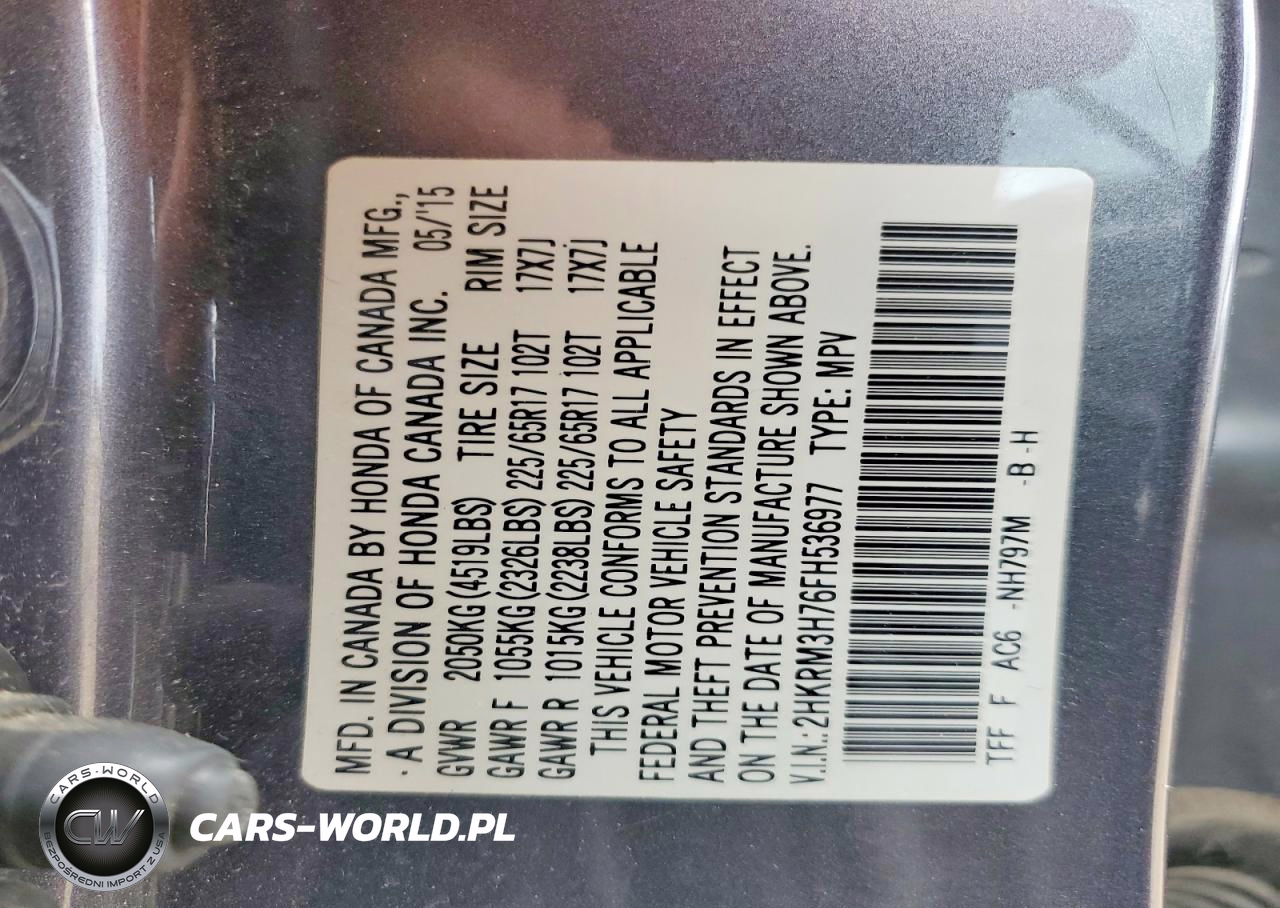 MFD. IN CANADA BY HONDA OF CANADA MFG.,
. A DIVISION OF HONDA CANADA INC. 05/'15
GVWR 2050KG (4519LBS) TIRE SIZE RIM SIZE
GAWR F 1055KG (2326LBS) 225/65R17 102T 17X7j
GAWR R 1015KG (2238LBS) 225/65R17 102T 17X7j
THIS VEHICLE CONFORMS TO ALL APPLICABLE
FEDERAL MOTOR VEHICLE SAFETY
AND THEFT PREVENTION STANDARDS IN EFFECT
ON THE DATE OF MANUFACTURE SHOWN ABOVE.
V.I.N.:2HKRM3H76FH536977 TYPE: MPV
TFF F AC6 -NH797M -B -H
CARS-WORLD
CW
BEZPOŚREDNI IMPORT Z USA
CARS-WORLD.PL